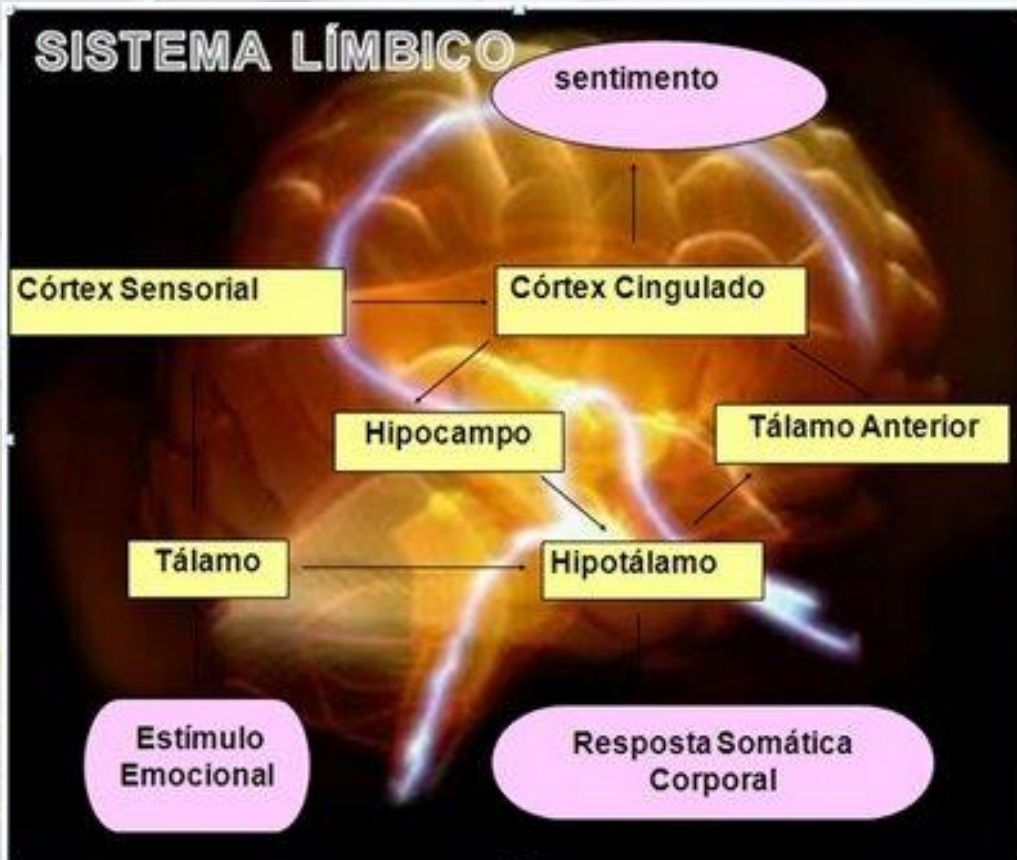 SISTEMA LÍMBICO
sentimento
Córtex Sensorial
Córtex Cingulado
Hipocampo
Tálamo Anterior
Tálamo
Hipotálamo
Estímulo
Emocional
Resposta Somática
Corporal